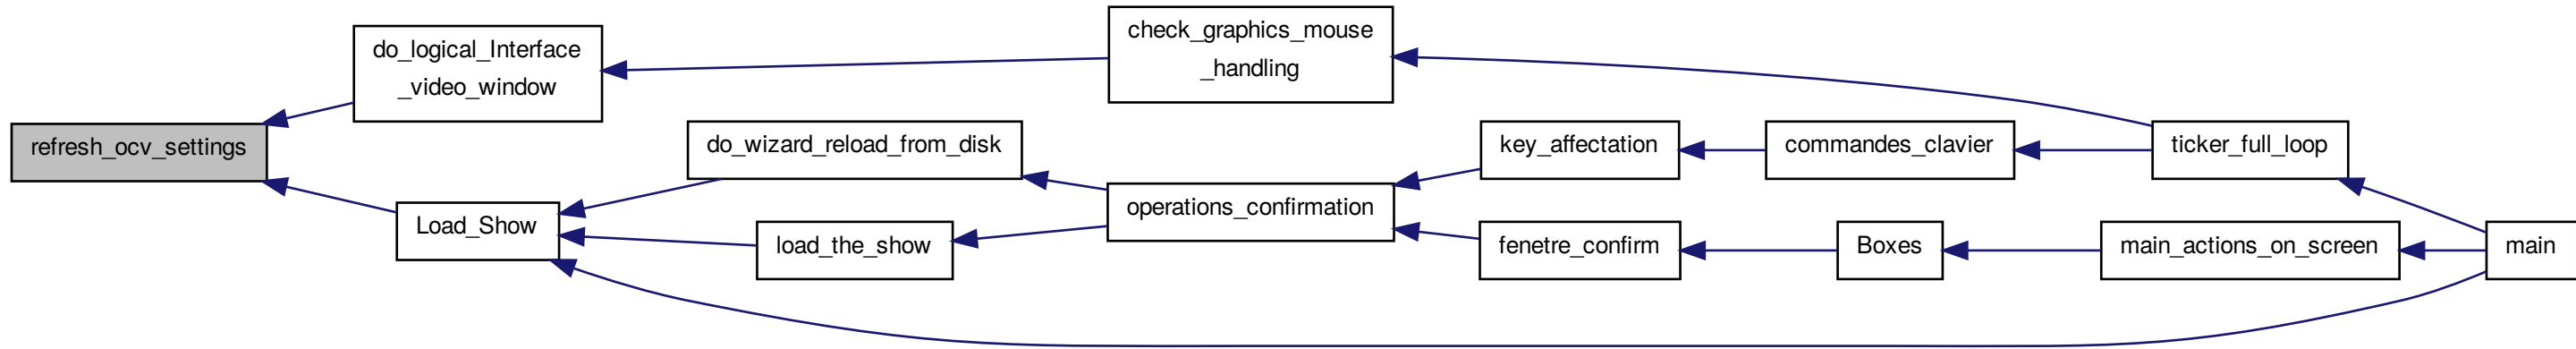 refresh_ocv_settings
do_logical_Interface
_video_window
Load_Show
do_wizard_reload_from_disk
load_the_show
check_graphics_mouse
_handling
operations_confirmation
key_affectation
fenetre_confirm
commandes_clavier
Boxes
ticker_full_loop
main_actions_on_screen
main